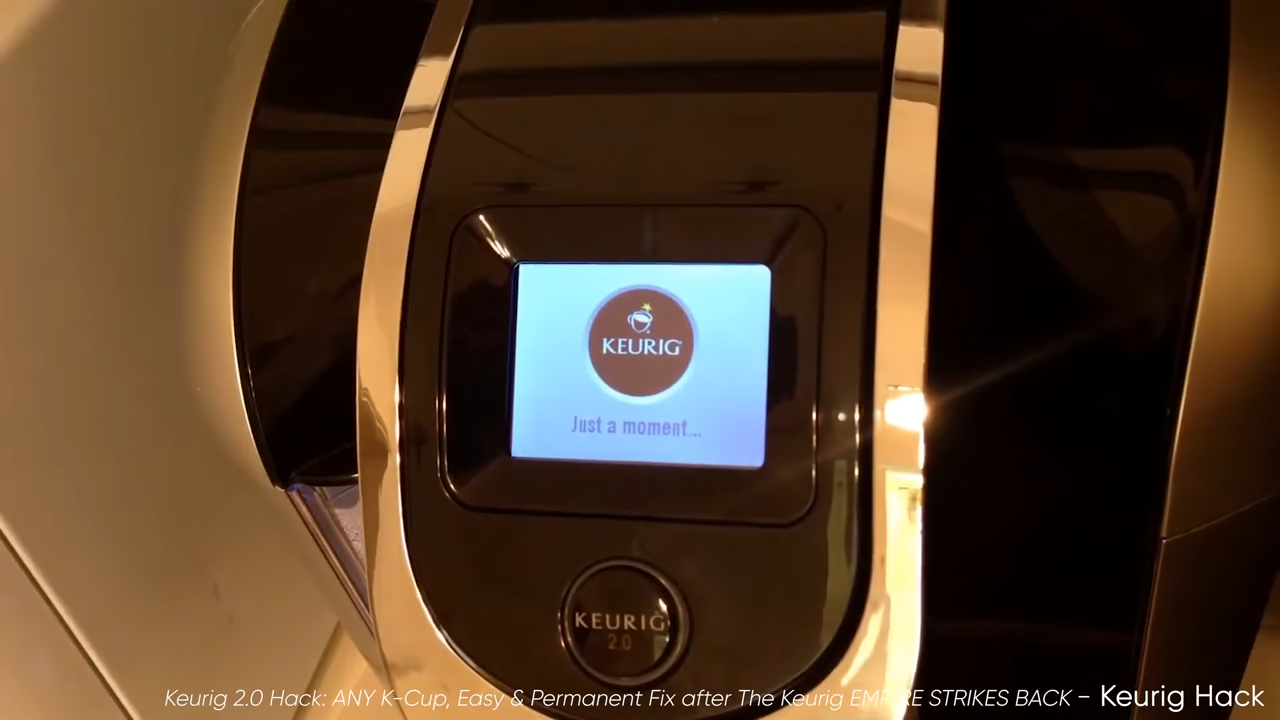 KEURIG
Just a moment...
KEURIG
2.0
Keurig 2.0 Hack: ANY K-Cup, Easy & Permanent Fix after The Keurig EMPIRE STRIKES BACK – Keurig Hack